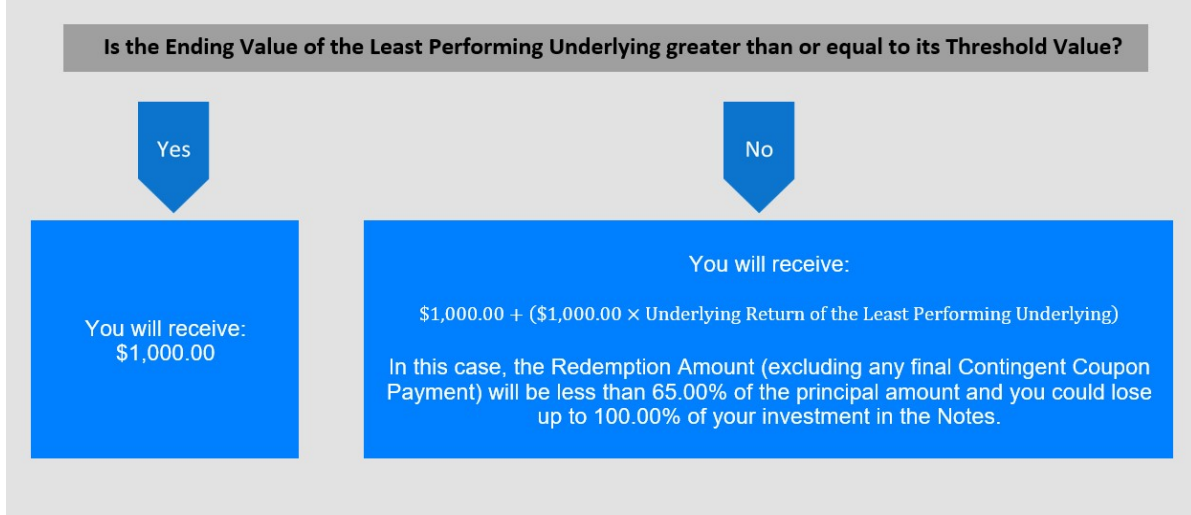 Is the Ending Value of the Least Performing Underlying greater than or equal to its Threshold Value?
Yes
No
You will receive:
$1,000.00
You will receive:
$1,000.00 + ($1,000.00 × Underlying Return of the Least Performing Underlying)
In this case, the Redemption Amount (excluding any final Contingent Coupon
Payment) will be less than 65.00% of the principal amount and you could lose
up to 100.00% of your investment in the Notes.